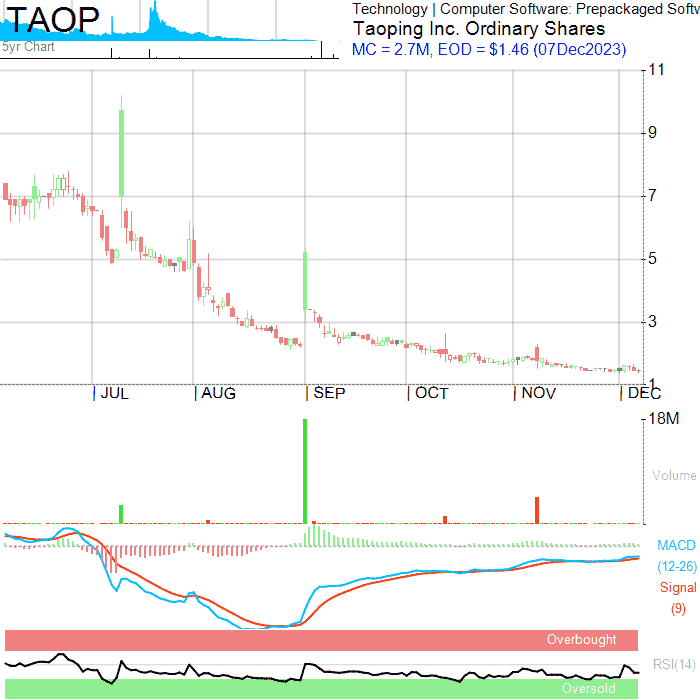 TAOP
5yr Chart
Technology | Computer Software: Prepackaged Softw
Taoping Inc. Ordinary Shares
MC = 2.7M, EOD = $1.46 (07Dec2023)
11
9
7
5
3
1
JUL AUG SEP OCT NOV DEC
18M
Volume
MACD
(12-26)
Signal
(9)
Overbought
RSI(14)
Oversold